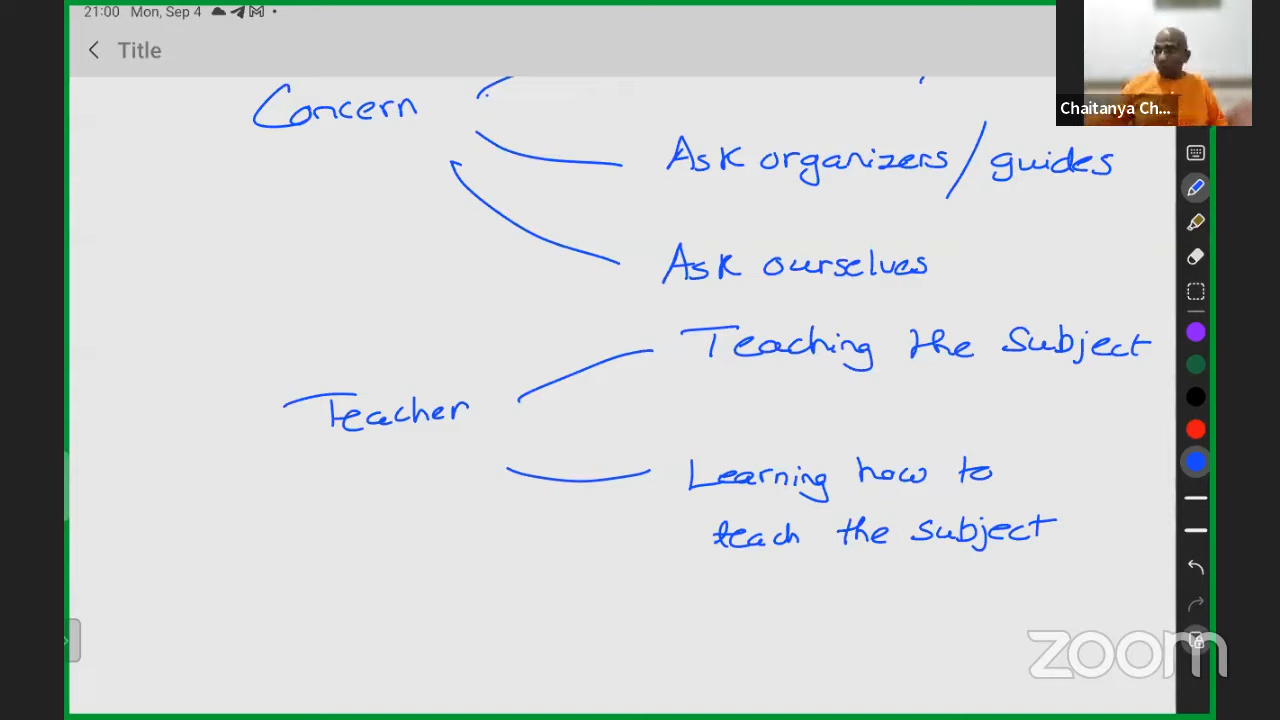 21:00 Mon, Sep 4
Title
Chaitanya Ch...
Concern
Ask organizers / guides
Ask ourselves
Teaching the subject
Teacher
Learning how to
teach the subject
zoom